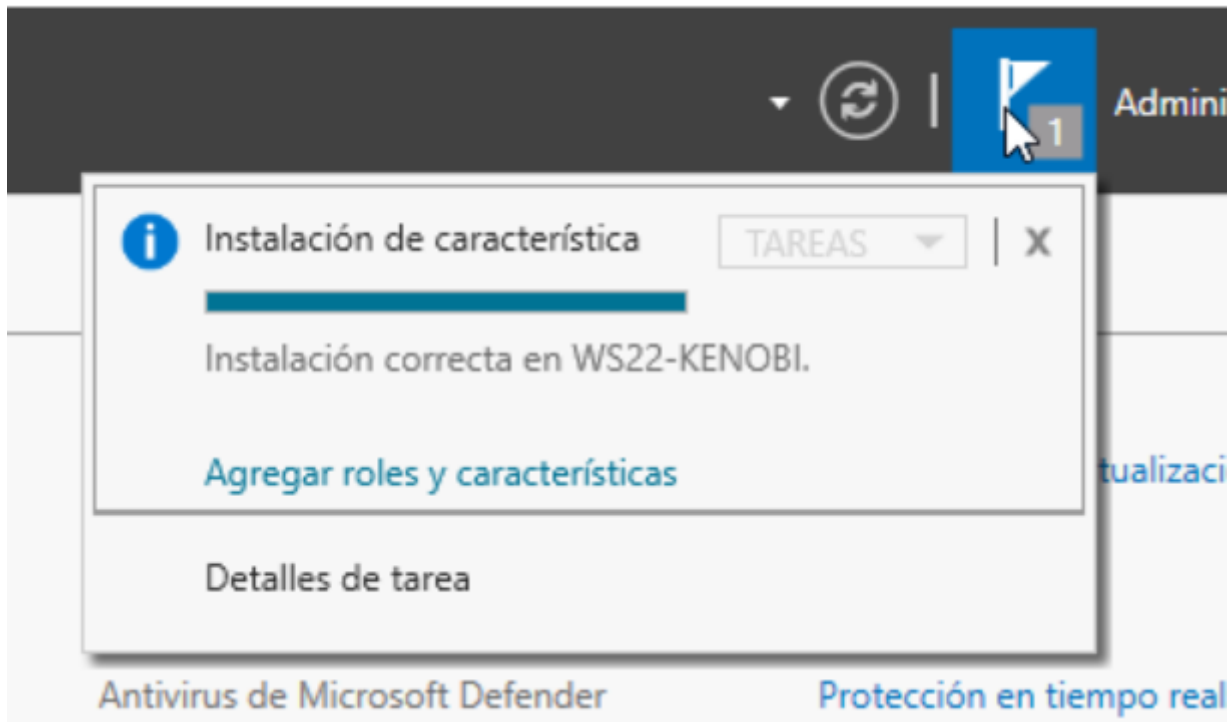 1
Admini
Instalación de característica
TAREAS
X
Instalación correcta en WS22-KENOBI.
Agregar roles y características
tualizaci
Detalles de tarea
Antivirus de Microsoft Defender
Protección en tiempo real